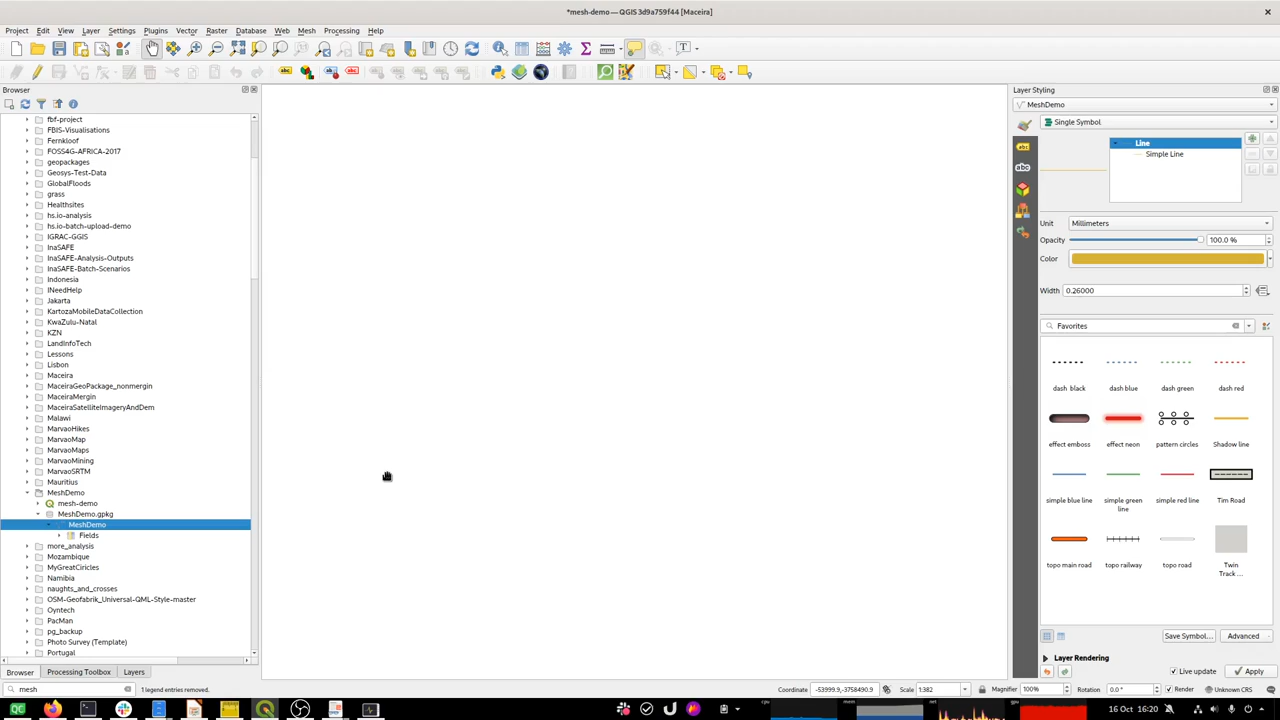 *mesh-demo — QGIS 3d9a759f44 [Maceira]
Project Edit View Layer Settings Plugins Vector Raster Database Web Mesh Processing Help
Browser
fbf-project
FBIS-Visualisations
Fernkloof
FOSS4G-AFRICA-2017
geopackages
Geosys-Test-Data
GlobalFloods
grass
Healthsites
hs.io-analysis
hs.io-batch-upload-demo
IGRAC-GGIS
InaSAFE
InaSAFE-Analysis-Outputs
InaSAFE-Batch-Scenarios
Indonesia
INeedHelp
Jakarta
KartozaMobileDataCollection
KwaZulu-Natal
KZN
LandInfoTech
Lessons
Lisbon
Maceira
MaceiraGeoPackage_nonmergin
MaceiraMergin
MaceiraSatelliteImageryAndDem
Malawi
MarvaoHikes
MarvaoMap
MarvaoMaps
MarvaoMining
MarvaoSRTM
Mauritius
MeshDemo
mesh-demo
MeshDemo.gpkg
MeshDemo
Fields
more_analysis
Mozambique
MyGreatCiricles
Namibia
naughts_and_crosses
OSM-Geofabrik_Universal-QML-Style-master
Oyntech
PacMan
pg_backup
Photo Survey (Template)
Portugal
Browser Processing Toolbox Layers
Layer Styling
MeshDemo
Single Symbol
Line
Simple Line
Unit Millimeters
Opacity 100.0 %
Color
Width 0.26000
Favorites
dash black dash blue dash green dash red
effect emboss effect neon pattern circles Shadow line
simple blue line simple green line simple red line Tim Road
topo main road topo railway topo road Twin Track ...
Save Symbol... Advanced
Layer Rendering
Live update Apply
mesh 1 legend entries removed. Coordinate -53999.9,-3758490.9 Scale 1:382 Magnifier 100% Rotation 0.0 ° Render Unknown CRS
16 Oct 16:20